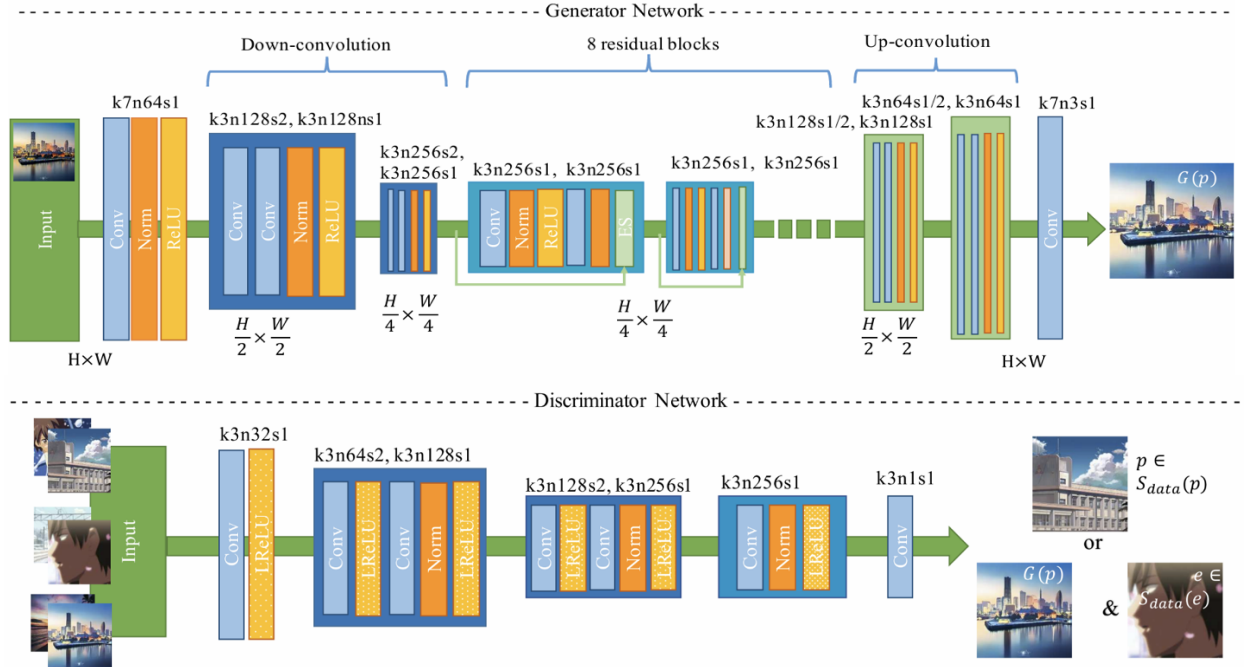 Generator Network
Down-convolution
8 residual blocks
Up-convolution
k7n64s1
k3n128s2, k3n128ns1
k3n256s2,
k3n256s1
k3n256s1, k3n256s1
k3n256s1, k3n256s1
k3n128s1/2, k3n128s1
k3n64s1/2, k3n64s1
k7n3s1
Input
Conv
Norm
ReLU
Conv
Conv
Norm
ReLU
Conv
Norm
ReLU
ES
Conv
G(p)
H×W
H/2 × W/2
H/4 × W/4
H/4 × W/4
H/2 × W/2
H×W
Discriminator Network
k3n32s1
k3n64s2, k3n128s1
k3n128s2, k3n256s1
k3n256s1
k3n1s1
Input
Conv
LReLU
Conv
LReLU
Conv
Norm
LReLU
Conv
LReLU
Conv
Norm
LReLU
Conv
Norm
LReLU
Conv
p ∈
S_data(p)
or
G(p)
&
e ∈
S_data(e)